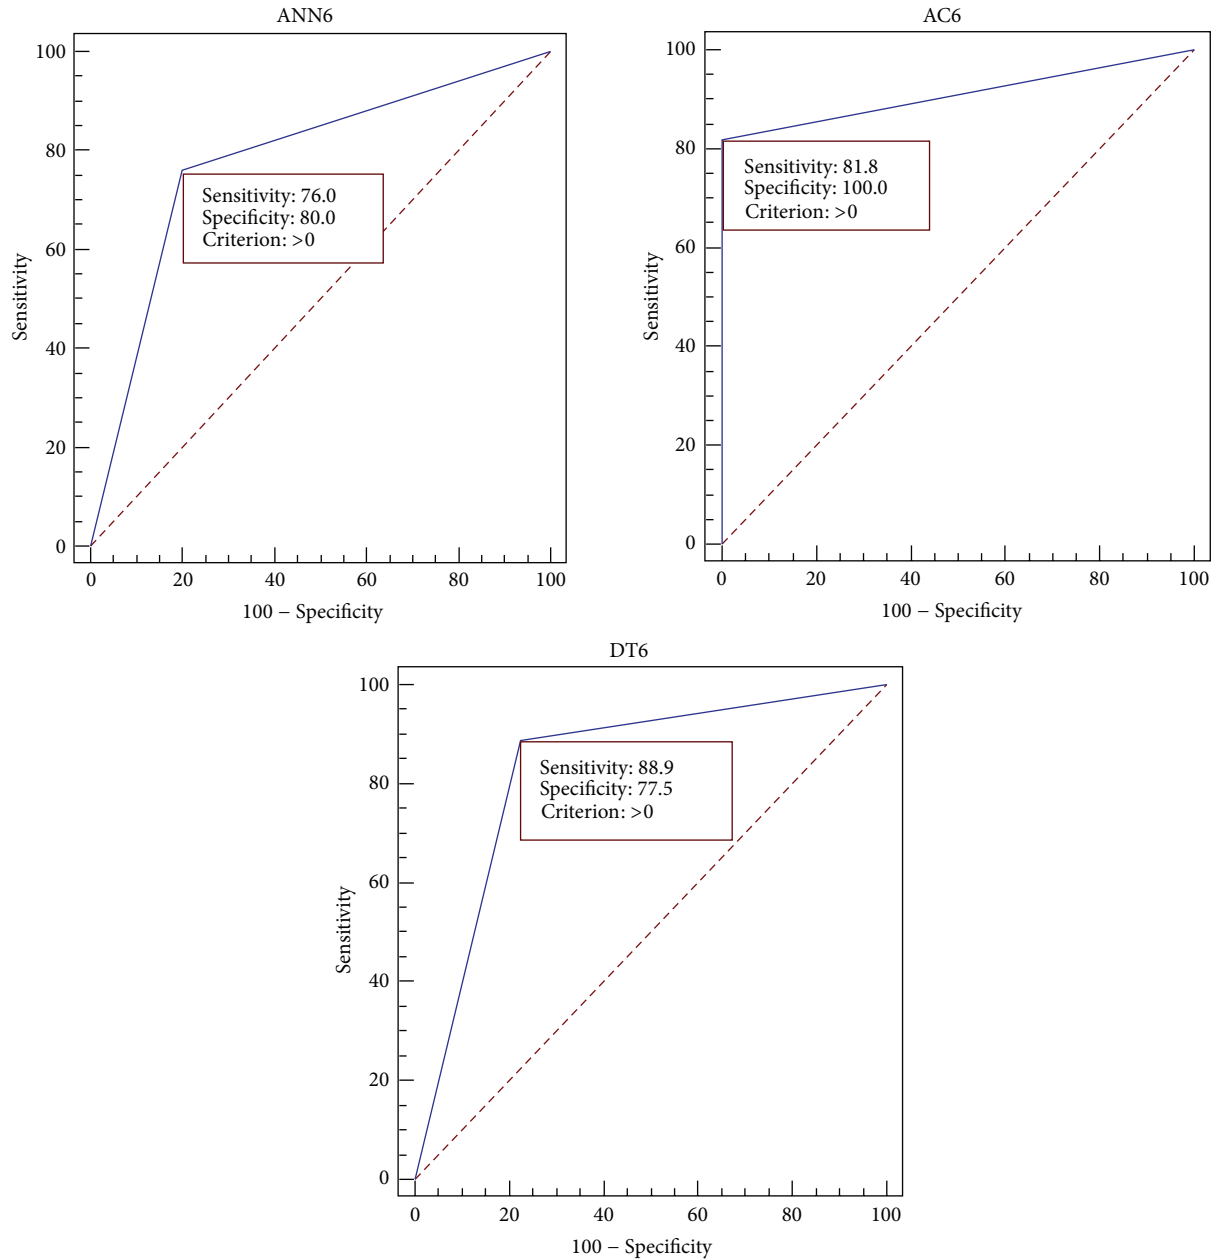 ANN6
100
80
60
40
20
0
Sensitivity
Sensitivity: 76.0
Specificity: 80.0
Criterion: >0
0 20 40 60 80 100
100 − Specificity
AC6
100
80
60
40
20
0
Sensitivity
Sensitivity: 81.8
Specificity: 100.0
Criterion: >0
0 20 40 60 80 100
100 − Specificity
DT6
100
80
60
40
20
0
Sensitivity
Sensitivity: 88.9
Specificity: 77.5
Criterion: >0
0 20 40 60 80 100
100 − Specificity